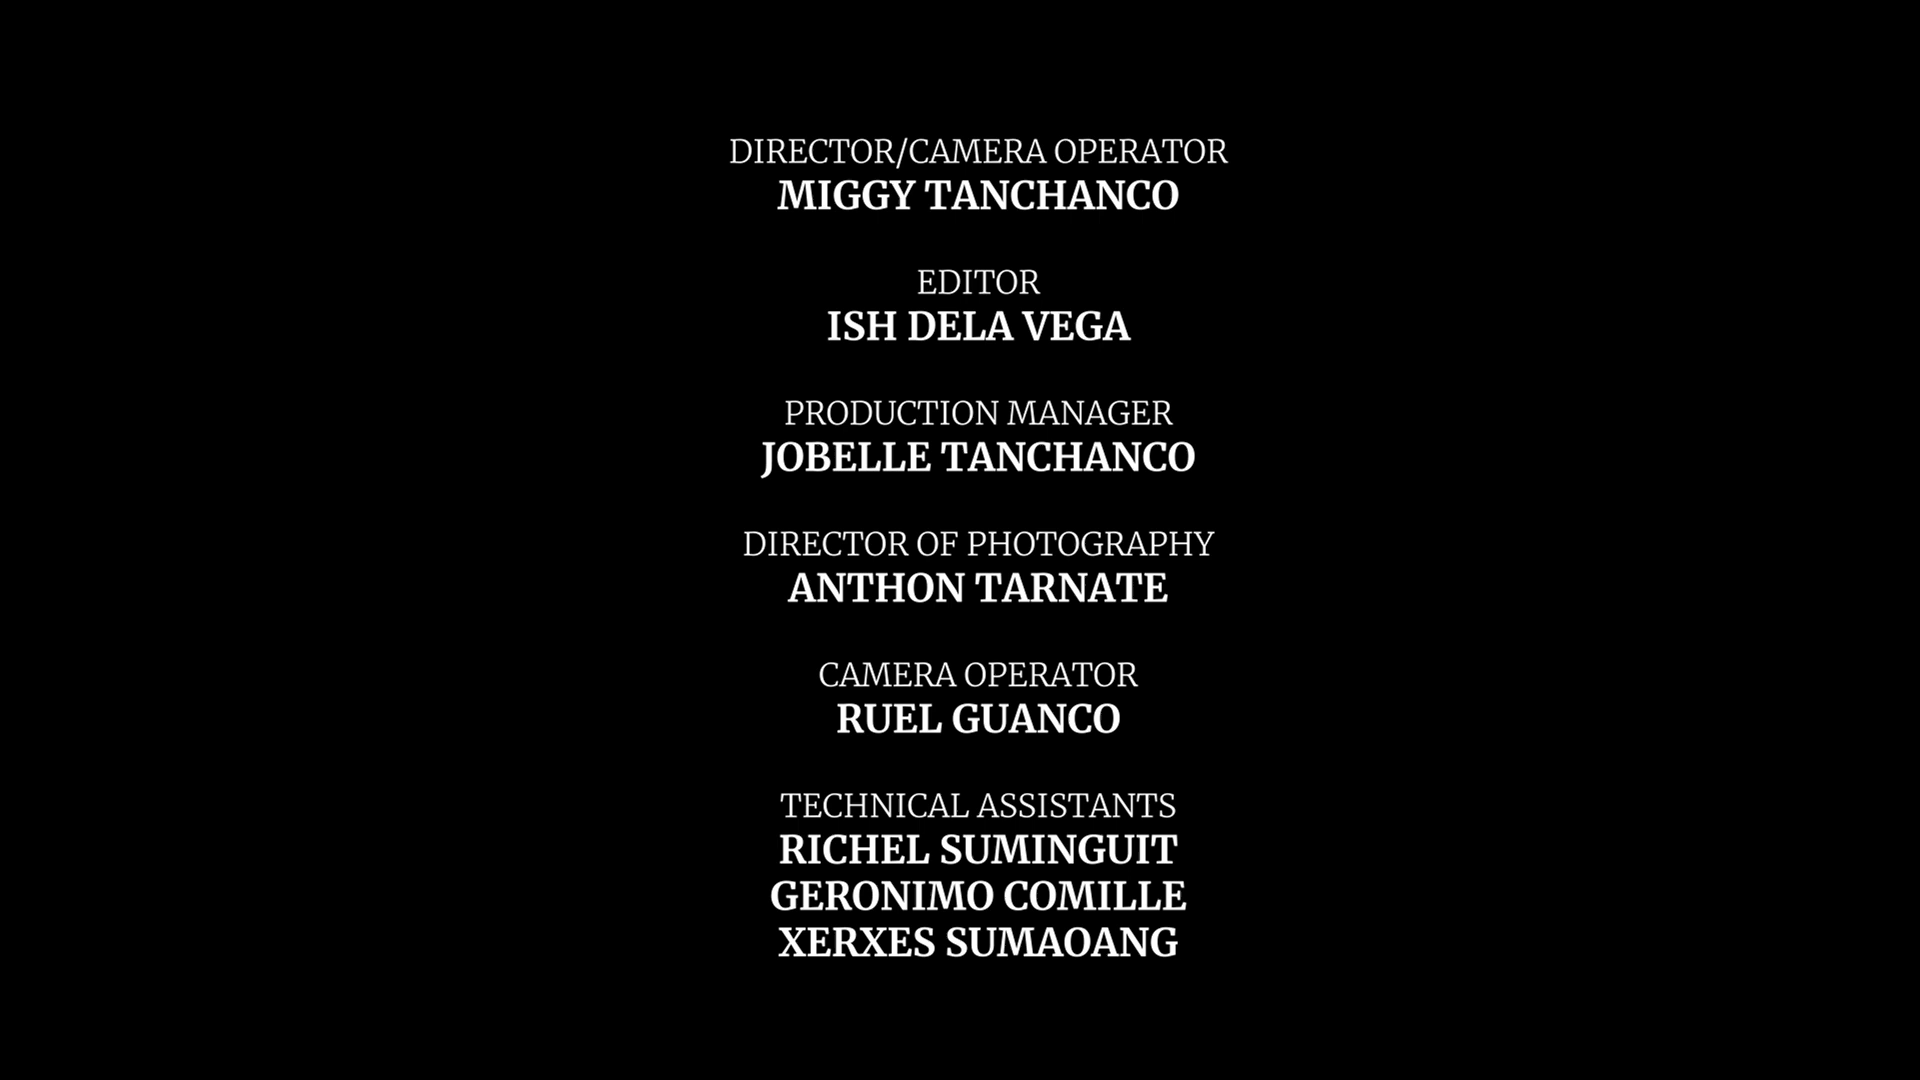 DIRECTOR/CAMERA OPERATOR
MIGGY TANCHANCO
EDITOR
ISH DELA VEGA
PRODUCTION MANAGER
JOBELLE TANCHANCO
DIRECTOR OF PHOTOGRAPHY
ANTHON TARNATE
CAMERA OPERATOR
RUEL GUANCO
TECHNICAL ASSISTANTS
RICHEL SUMINGUIT
GERONIMO COMILLE
XERXES SUMAOANG